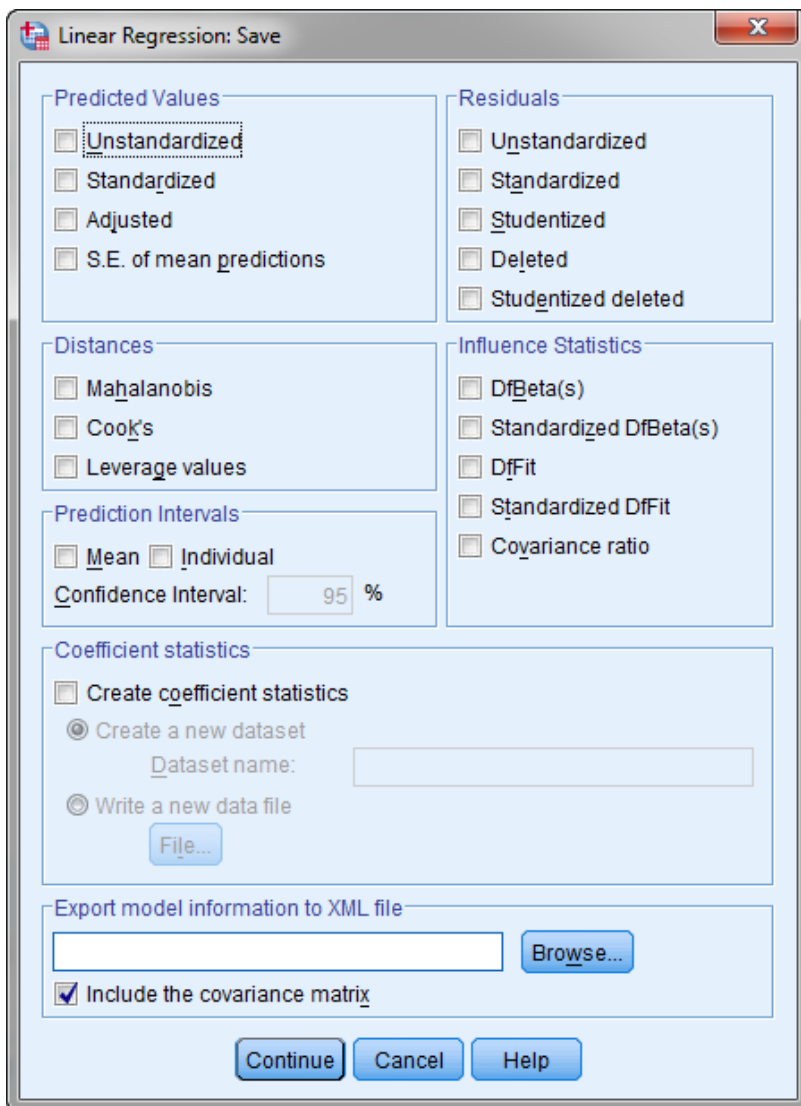 Linear Regression: Save
Predicted Values
Unstandardized
Standardized
Adjusted
S.E. of mean predictions
Residuals
Unstandardized
Standardized
Studentized
Deleted
Studentized deleted
Distances
Mahalanobis
Cook's
Leverage values
Influence Statistics
DfBeta(s)
Standardized DfBeta(s)
DfFit
Standardized DfFit
Covariance ratio
Prediction Intervals
Mean Individual
Confidence Interval: 95 %
Coefficient statistics
Create coefficient statistics
Create a new dataset
Dataset name:
Write a new data file
File...
Export model information to XML file
Browse...
Include the covariance matrix
Continue Cancel Help